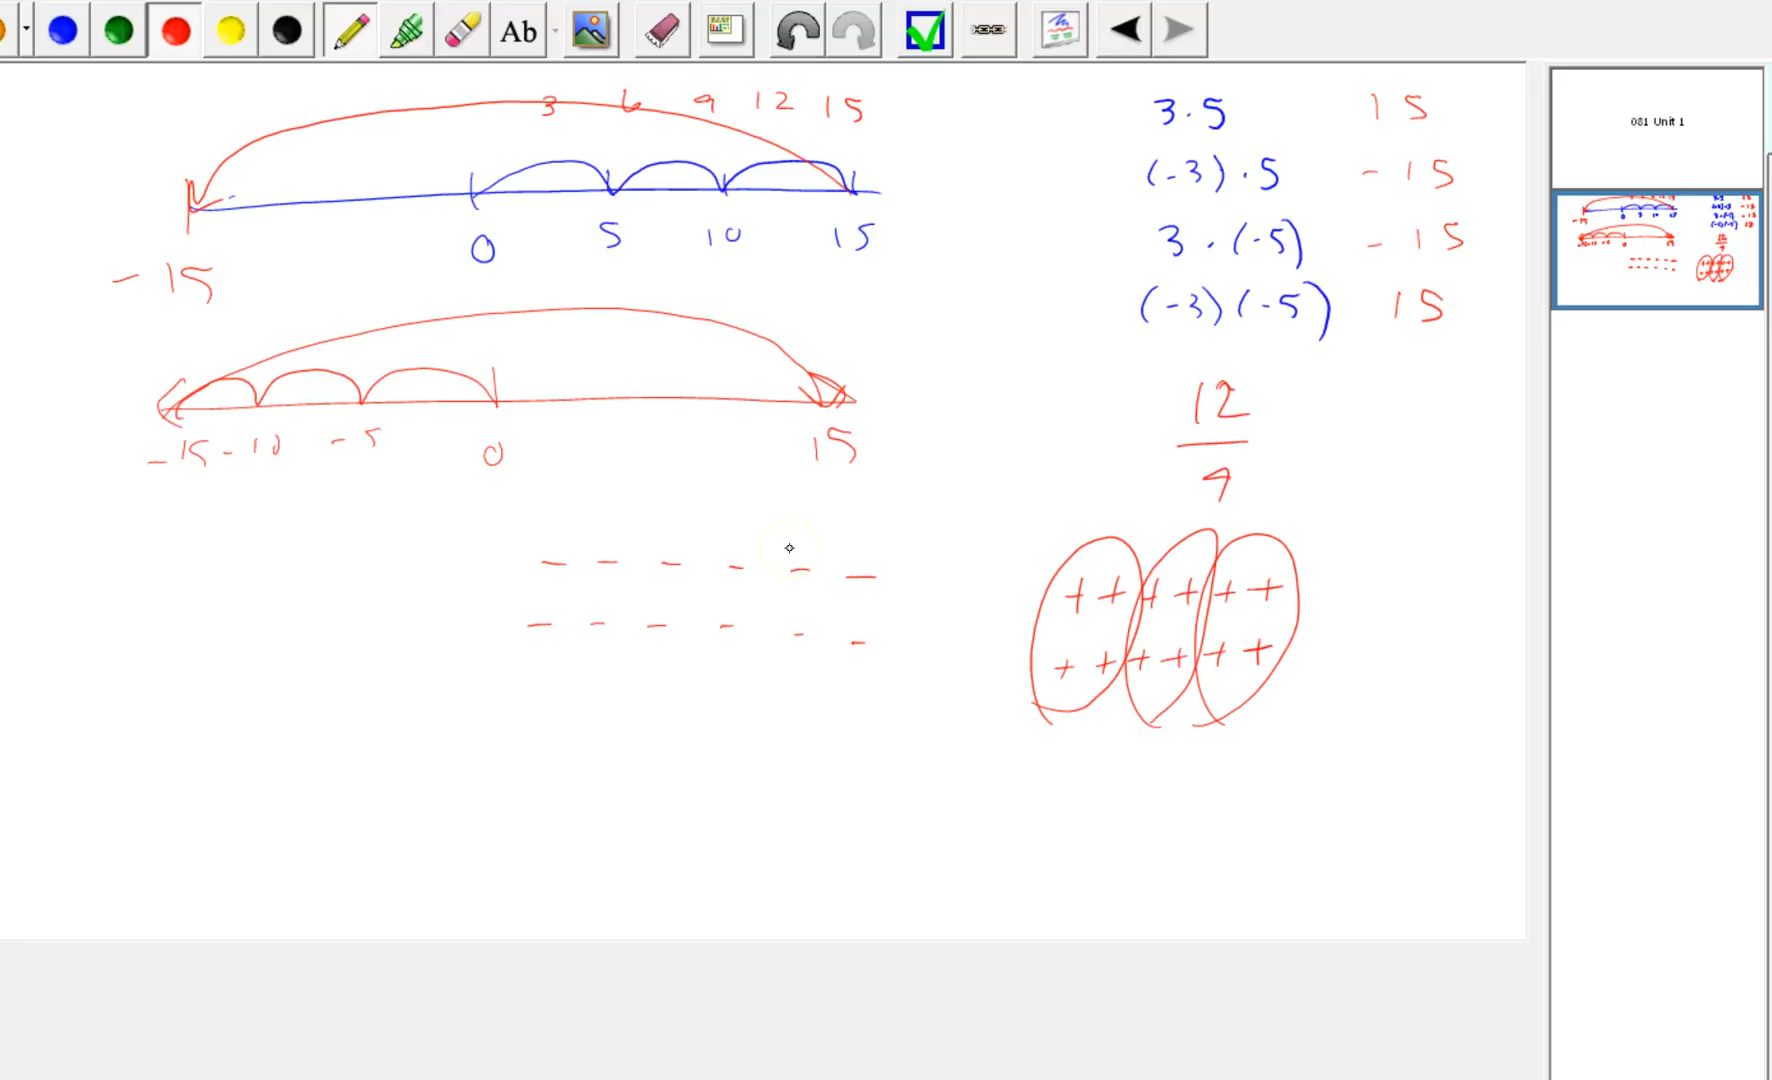 Ab
081 Unit 1
3 6 9 12 15
0 5 10 15
-15
-15 -10 -5 0 15
3·5 15
(-3)·5 -15
3·(-5) -15
(-3)(-5) 15
12
4
- - - - - -
- - - - - -
+ + + + + +
+ + + + + +